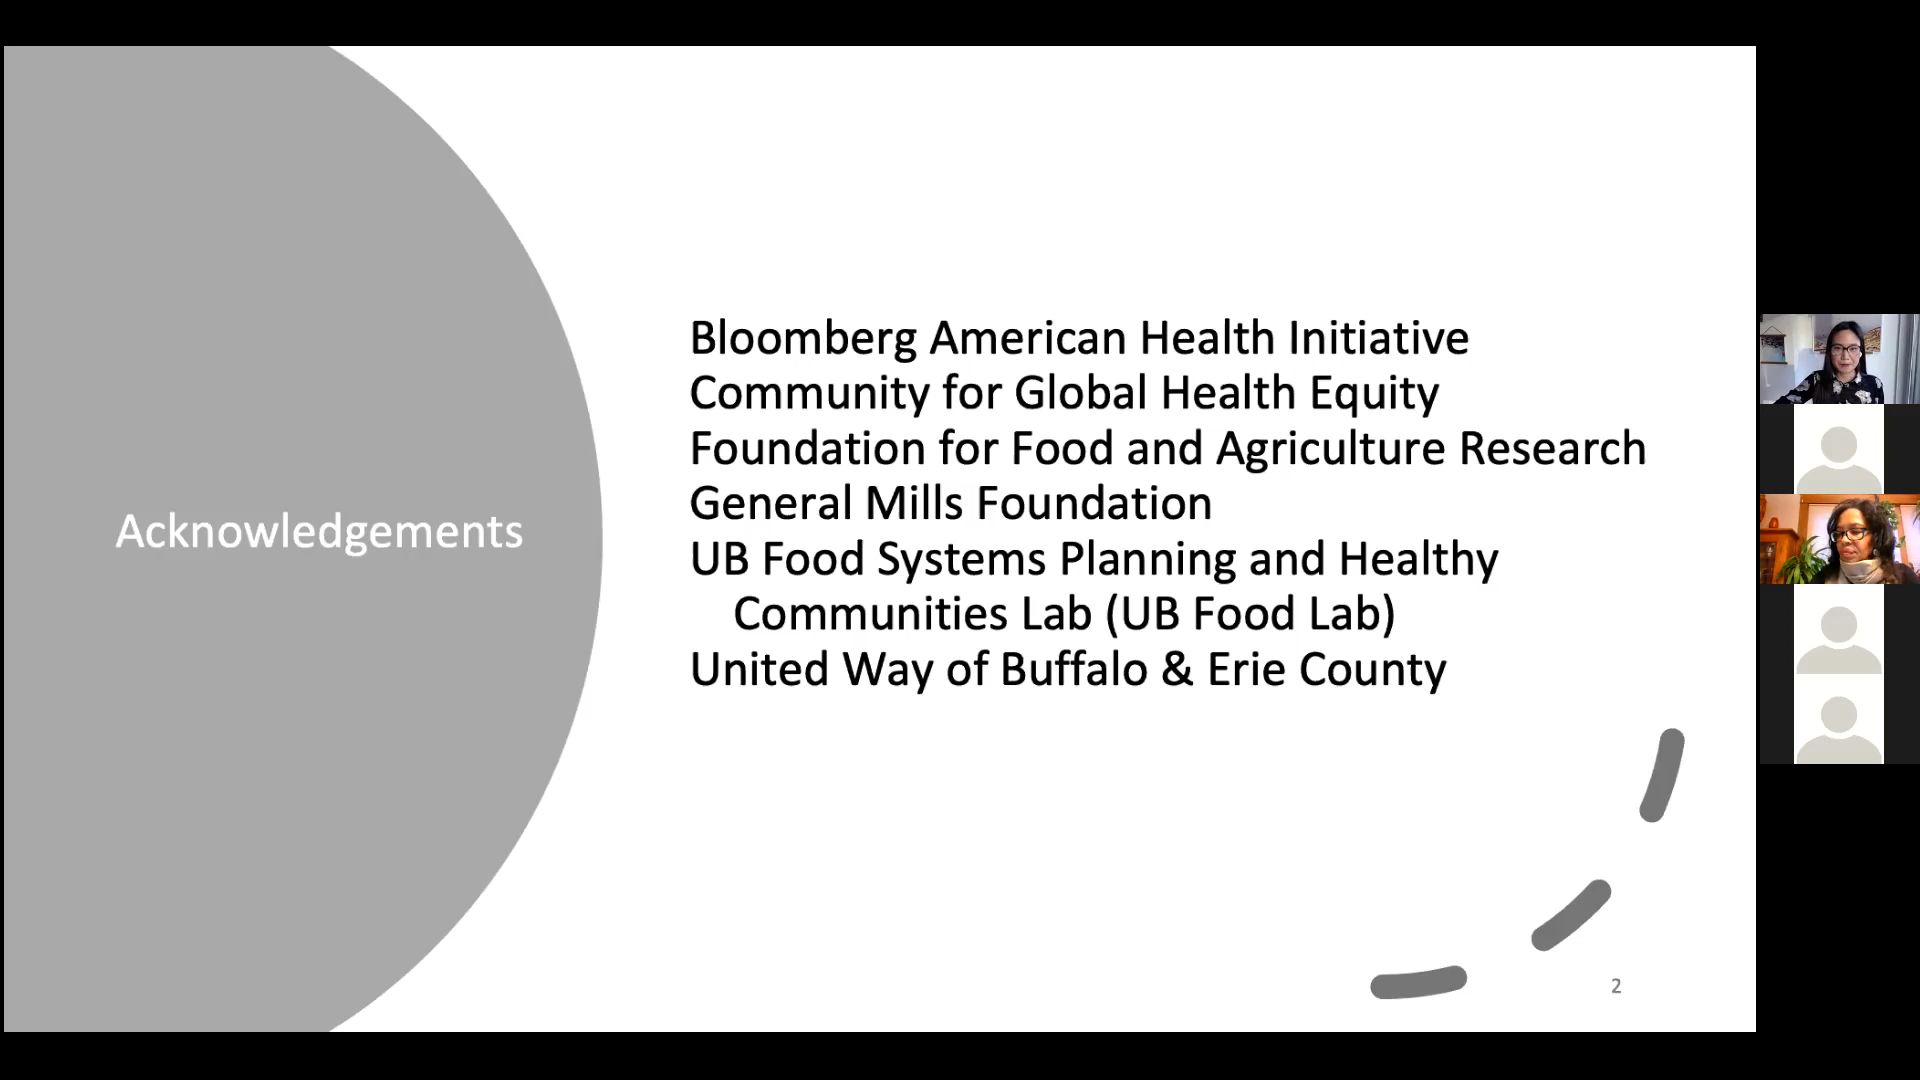 Acknowledgements
Bloomberg American Health Initiative
Community for Global Health Equity
Foundation for Food and Agriculture Research
General Mills Foundation
UB Food Systems Planning and Healthy
Communities Lab (UB Food Lab)
United Way of Buffalo & Erie County
2